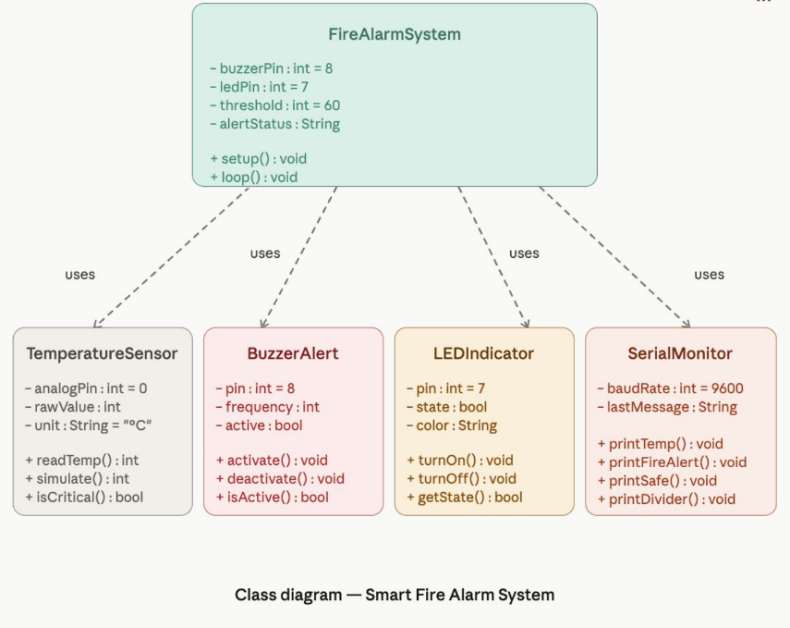 FireAlarmSystem
- buzzerPin : int = 8
- ledPin : int = 7
- threshold : int = 60
- alertStatus : String
+ setup() : void
+ loop() : void
uses
uses
uses
uses
TemperatureSensor
- analogPin : int = 0
- rawValue : int
- unit : String = "°C"
+ readTemp() : int
+ simulate() : int
+ isCritical() : bool
BuzzerAlert
- pin : int = 8
- frequency : int
- active : bool
+ activate() : void
+ deactivate() : void
+ isActive() : bool
LEDIndicator
- pin : int = 7
- state : bool
- color : String
+ turnOn() : void
+ turnOff() : void
+ getState() : bool
SerialMonitor
- baudRate : int = 9600
- lastMessage : String
+ printTemp() : void
+ printFireAlert() : void
+ printSafe() : void
+ printDivider() : void
Class diagram — Smart Fire Alarm System